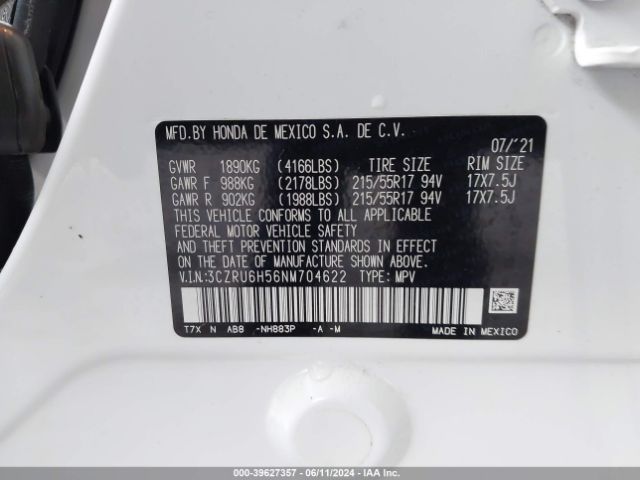 MFD.BY HONDA DE MEXICO S.A. DE C.V.
07/'21
GVWR 1890KG (4166LBS) TIRE SIZE RIM SIZE
GAWR F 988KG (2178LBS) 215/55R17 94V 17X7.5J
GAWR R 902KG (1988LBS) 215/55R17 94V 17X7.5J
THIS VEHICLE CONFORMS TO ALL APPLICABLE
FEDERAL MOTOR VEHICLE SAFETY
AND THEFT PREVENTION STANDARDS IN EFFECT
ON THE DATE OF MANUFACTURE SHOWN ABOVE.
V.I.N.:3CZRU6H56NM704622 TYPE: MPV
T7X N AB8 -NH883P -A -M MADE IN MEXICO
000-39627357 - 06/11/2024 - IAA Inc.